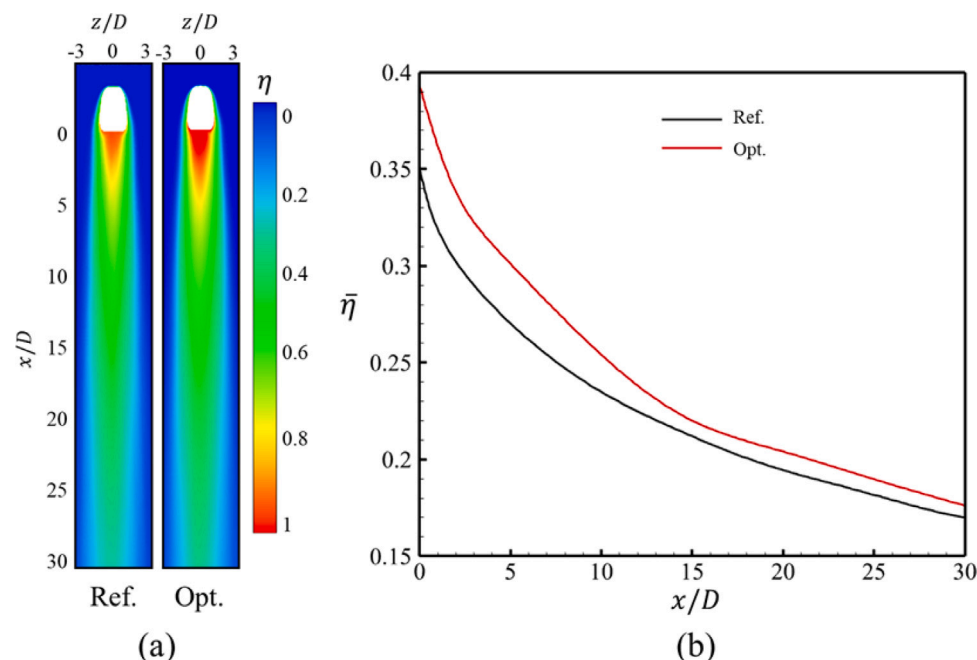 z/D z/D
-3 0 3 -3 0 3
η
0
0.2
0.4
0.6
0.8
1
x/D
0
5
10
15
20
25
30
Ref. Opt.
(a)
η̄
0.4
0.35
0.3
0.25
0.2
0.15
Ref.
Opt.
0 5 10 15 20 25 30
x/D
(b)